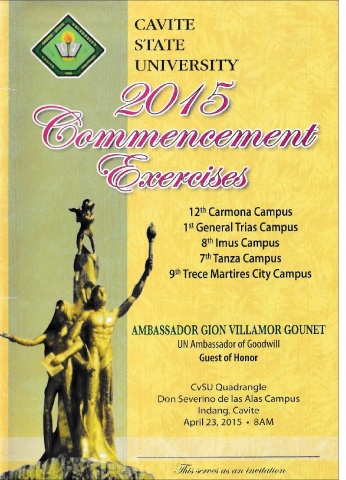 CAVITE
STATE
UNIVERSITY
2015
Commencement
Exercises
12th Carmona Campus
1st General Trias Campus
8th Imus Campus
7th Tanza Campus
9th Trece Martires City Campus
AMBASSADOR GION VILLAMOR GOUNET
UN Ambassador of Goodwill
Guest of Honor
CvSU Quadrangle
Don Severino de las Alas Campus
Indang, Cavite
April 23, 2015 • 8AM
This serves as an invitation